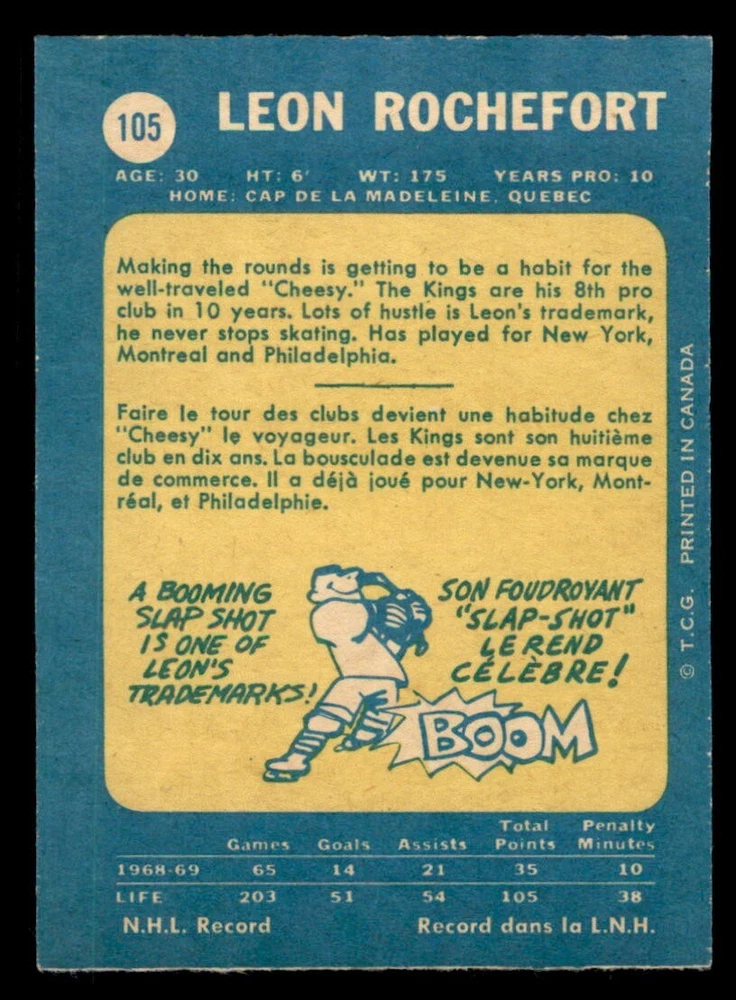 105
LEON ROCHEFORT
AGE: 30 HT: 6' WT: 175 YEARS PRO: 10
HOME: CAP DE LA MADELEINE, QUEBEC
Making the rounds is getting to be a habit for the
well-traveled "Cheesy." The Kings are his 8th pro
club in 10 years. Lots of hustle is Leon's trademark,
he never stops skating. Has played for New York,
Montreal and Philadelphia.
Faire le tour des clubs devient une habitude chez
"Cheesy" le voyageur. Les Kings sont son huitième
club en dix ans. La bousculade est devenue sa marque
de commerce. Il a déjà joué pour New-York, Mont-
réal, et Philadelphie.
A BOOMING
SLAP SHOT
IS ONE OF
LEON'S
TRADEMARKS!
SON FOUDROYANT
"SLAP-SHOT"
LE REND
CÉLÈBRE!
BOOM
Games Goals Assists Total Points Penalty Minutes
1968-69 65 14 21 35 10
LIFE 203 51 54 105 38
N.H.L. Record Record dans la L.N.H.
© T.C.G. PRINTED IN CANADA